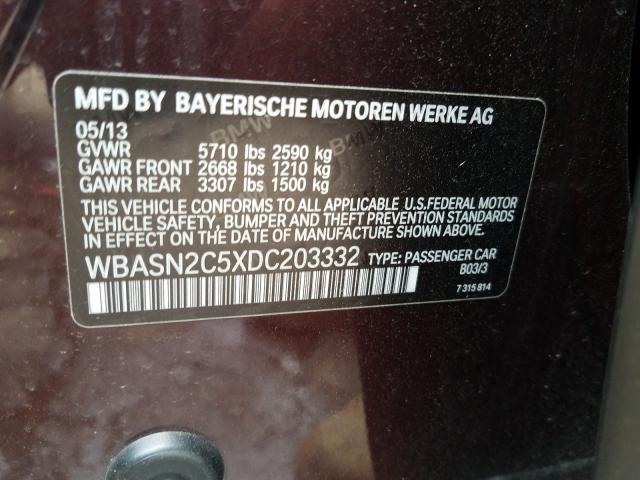 MFD BY BAYERISCHE MOTOREN WERKE AG
05/13
GVWR 5710 lbs 2590 kg
GAWR FRONT 2668 lbs 1210 kg
GAWR REAR 3307 lbs 1500 kg
THIS VEHICLE CONFORMS TO ALL APPLICABLE U.S.FEDERAL MOTOR
VEHICLE SAFETY, BUMPER AND THEFT PREVENTION STANDARDS
IN EFFECT ON THE DATE OF MANUFACTURE SHOWN ABOVE.
WBASN2C5XDC203332 TYPE: PASSENGER CAR
B03/3
7 315 814
BMW